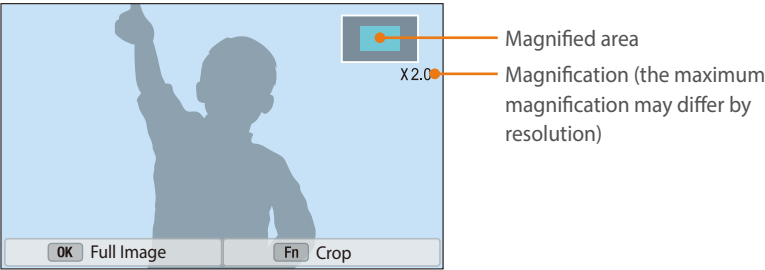 Magnified area
X 2.0
Magnification (the maximum
magnification may differ by
resolution)
OK Full Image
Fn Crop